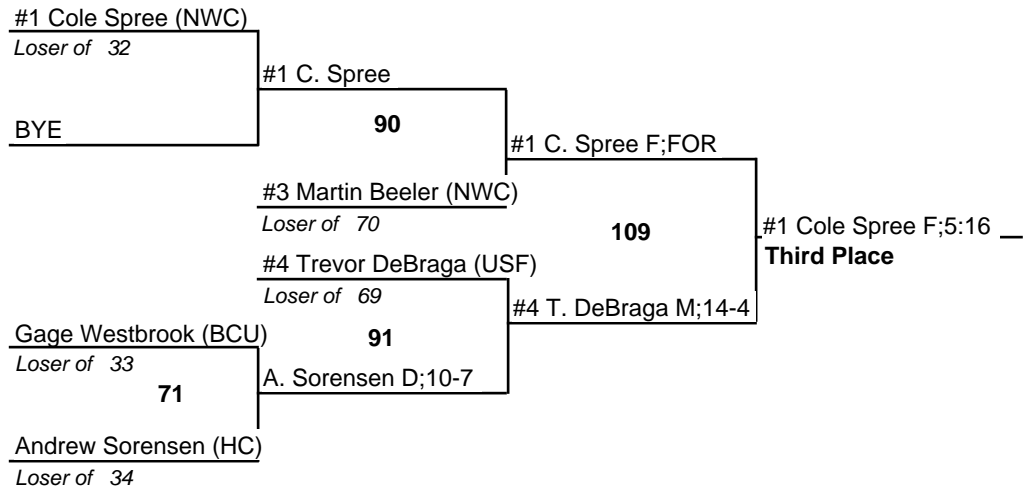 #1 Cole Spree (NWC)
Loser of 32
#1 C. Spree
BYE
90
#1 C. Spree F;FOR
#3 Martin Beeler (NWC)
Loser of 70
109
#1 Cole Spree F;5:16
Third Place
#4 Trevor DeBraga (USF)
Loser of 69
#4 T. DeBraga M;14-4
Gage Westbrook (BCU)
91
Loser of 33
A. Sorensen D;10-7
71
Andrew Sorensen (HC)
Loser of 34